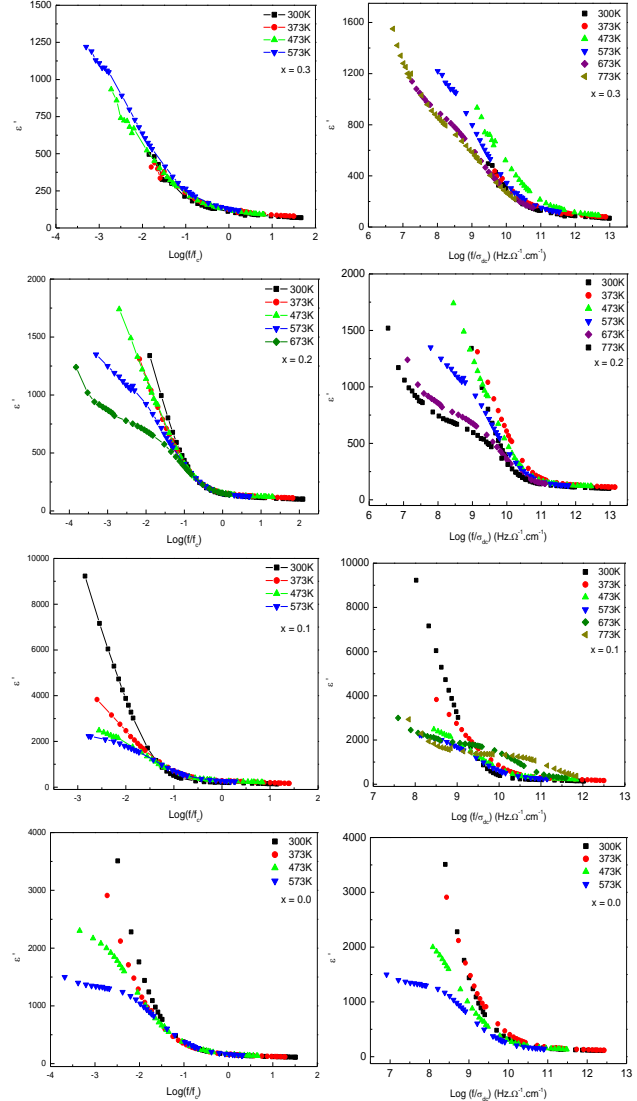 1500
1250
1000
750
500
250
0
ε '
-4 -3 -2 -1 0 1 2
Log(f/f_c)
300K
373K
473K
573K
x = 0.3
1600
1200
800
400
0
ε '
6 7 8 9 10 11 12 13
Log (f/σ_dc) (Hz.Ω⁻¹.cm⁻¹)
300K
373K
473K
573K
673K
773K
x = 0.3
2000
1500
1000
500
0
ε '
-4 -3 -2 -1 0 1 2
Log(f/f_c)
300K
373K
473K
573K
673K
x = 0.2
2000
1500
1000
500
0
ε '
6 7 8 9 10 11 12 13
Log (f/σ_dc) (Hz.Ω⁻¹.cm⁻¹)
300K
373K
473K
573K
673K
773K
x = 0.2
10000
8000
6000
4000
2000
0
ε '
-3 -2 -1 0 1 2
Log(f/f_c)
300K
373K
473K
573K
x = 0.1
10000
8000
6000
4000
2000
0
ε '
7 8 9 10 11 12 13
Log (f/σ_dc) (Hz.Ω⁻¹.cm⁻¹)
300K
373K
473K
573K
673K
773K
x = 0.1
4000
3000
2000
1000
0
ε '
-4 -3 -2 -1 0 1 2
Log(f/f_c)
300K
373K
473K
573K
x = 0.0
4000
3000
2000
1000
0
ε '
7 8 9 10 11 12 13
Log (f/σ_dc) (Hz.Ω⁻¹.cm⁻¹)
300K
373K
473K
573K
x = 0.0